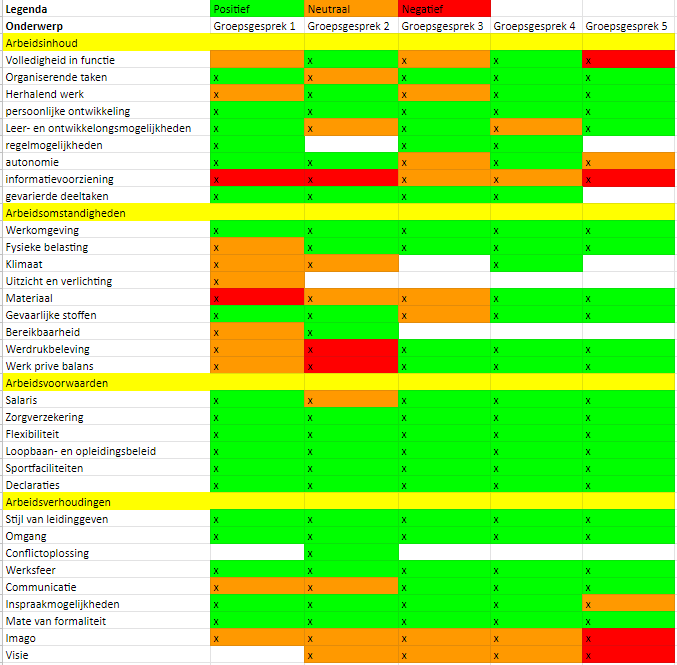 Legenda Positief Neutraal Negatief
Onderwerp Groepsgesprek 1 Groepsgesprek 2 Groepsgesprek 3 Groepsgesprek 4 Groepsgesprek 5
Arbeidsinhoud
Volledigheid in functie x x x x
Organiserende taken x x x x x
Herhalend werk x x x x x
persoonlijke ontwikkeling x x x x x
Leer- en ontwikkelongsmogelijkheden x x x x x
regelmogelijkheden x x x
autonomie x x x x x
informatievoorziening x x x x x
gevarierde deeltaken x x x x
Arbeidsomstandigheden
Werkomgeving x x x x x
Fysieke belasting x x x x x
Klimaat x x x
Uitzicht en verlichting x
Materiaal x x x x x
Gevaarlijke stoffen x x x x x
Bereikbaarheid x x
Werdrukbeleving x x x x x
Werk prive balans x x x x x
Arbeidsvoorwaarden
Salaris x x x x x
Zorgverzekering x x x x x
Flexibiliteit x x x x x
Loopbaan- en opleidingsbeleid x x x x x
Sportfaciliteiten x x x x x
Declaraties x x x x x
Arbeidsverhoudingen
Stijl van leidinggeven x x x x x
Omgang x x x x x
Conflictoplossing x
Werksfeer x x x x x
Communicatie x x x x x
Inspraakmogelijkheden x x x x x
Mate van formaliteit x x x x x
Imago x x x x x
Visie x x x x